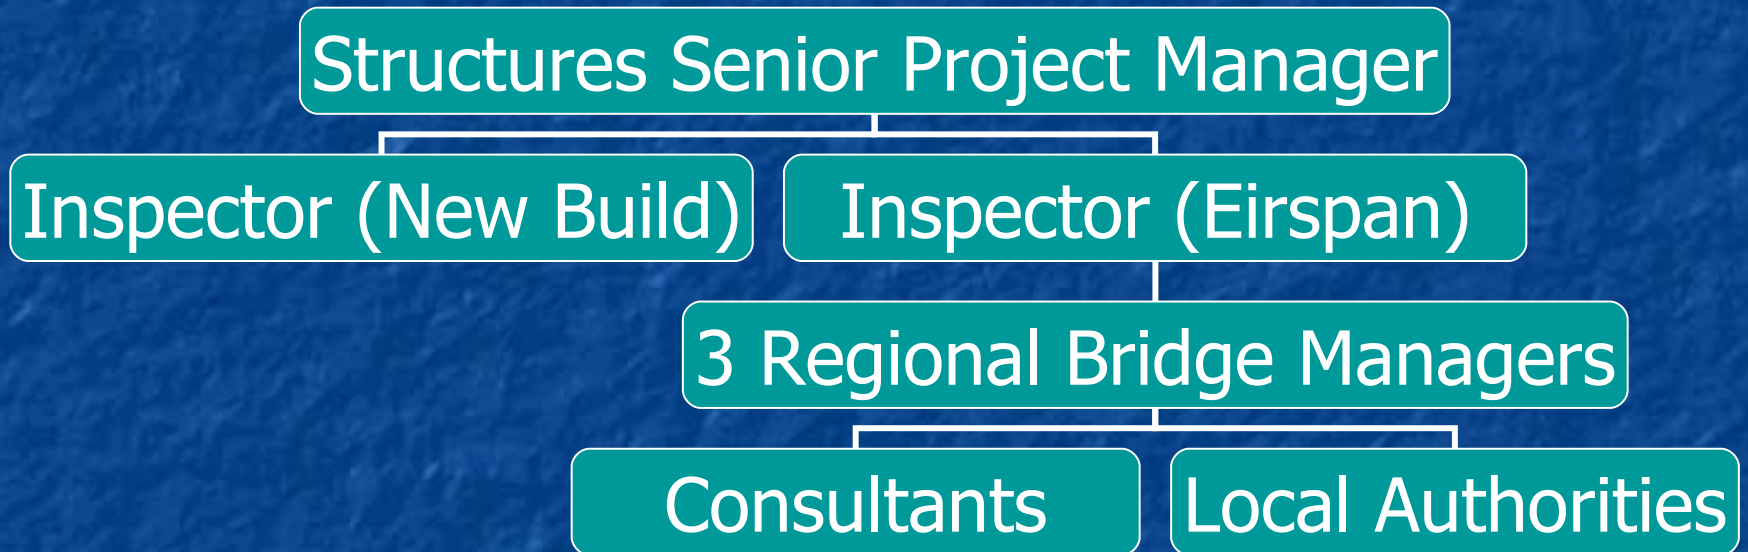 Structures Senior Project Manager
Inspector (New Build)
Inspector (Eirspan)
3 Regional Bridge Managers
Consultants
Local Authorities